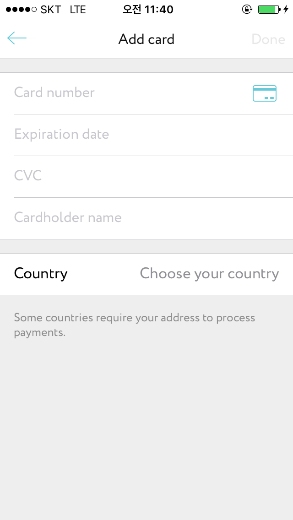 SKT LTE 오전 11:40
Add card Done
Card number
Expiration date
CVC
Cardholder name
Country Choose your country
Some countries require your address to process
payments.